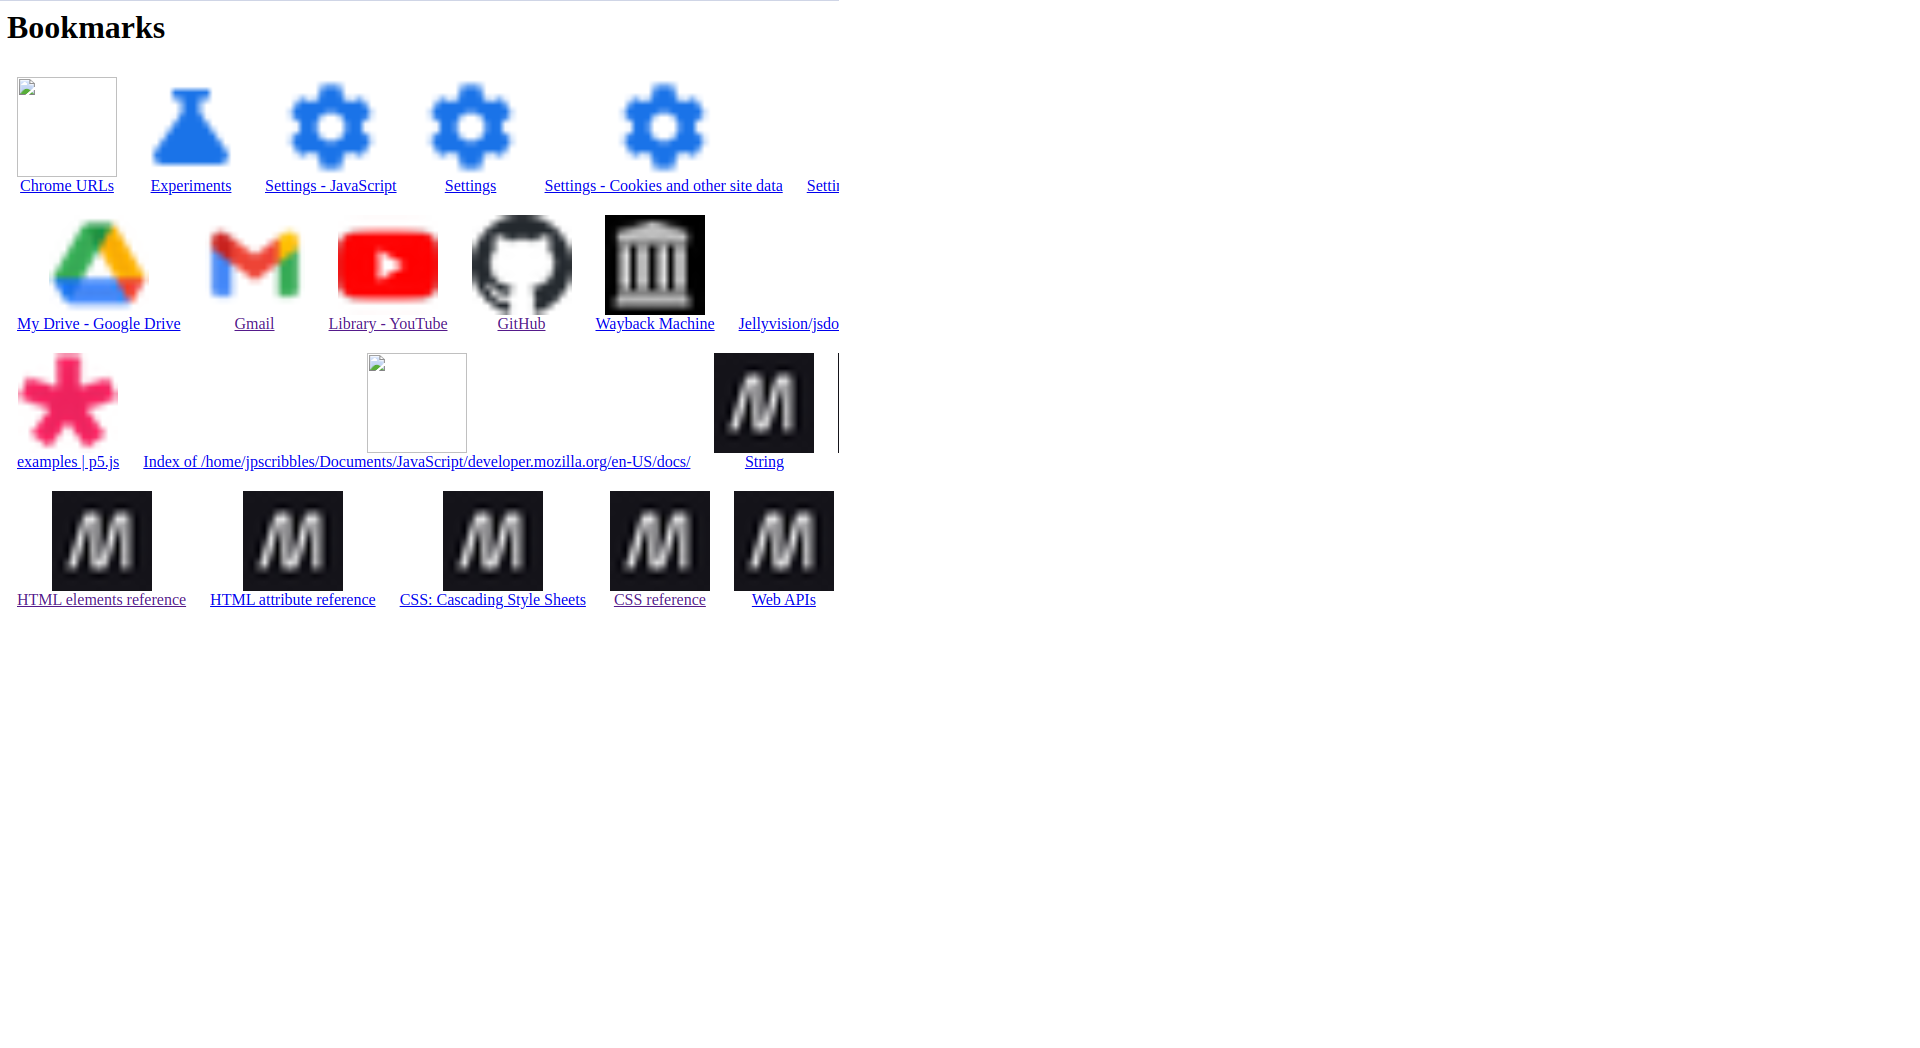 Bookmarks
Chrome URLs Experiments Settings - JavaScript Settings Settings - Cookies and other site data Settin
My Drive - Google Drive Gmail Library - YouTube GitHub Wayback Machine Jellyvision/jsdo
examples | p5.js Index of /home/jpscribbles/Documents/JavaScript/developer.mozilla.org/en-US/docs/ String
HTML elements reference HTML attribute reference CSS: Cascading Style Sheets CSS reference Web APIs